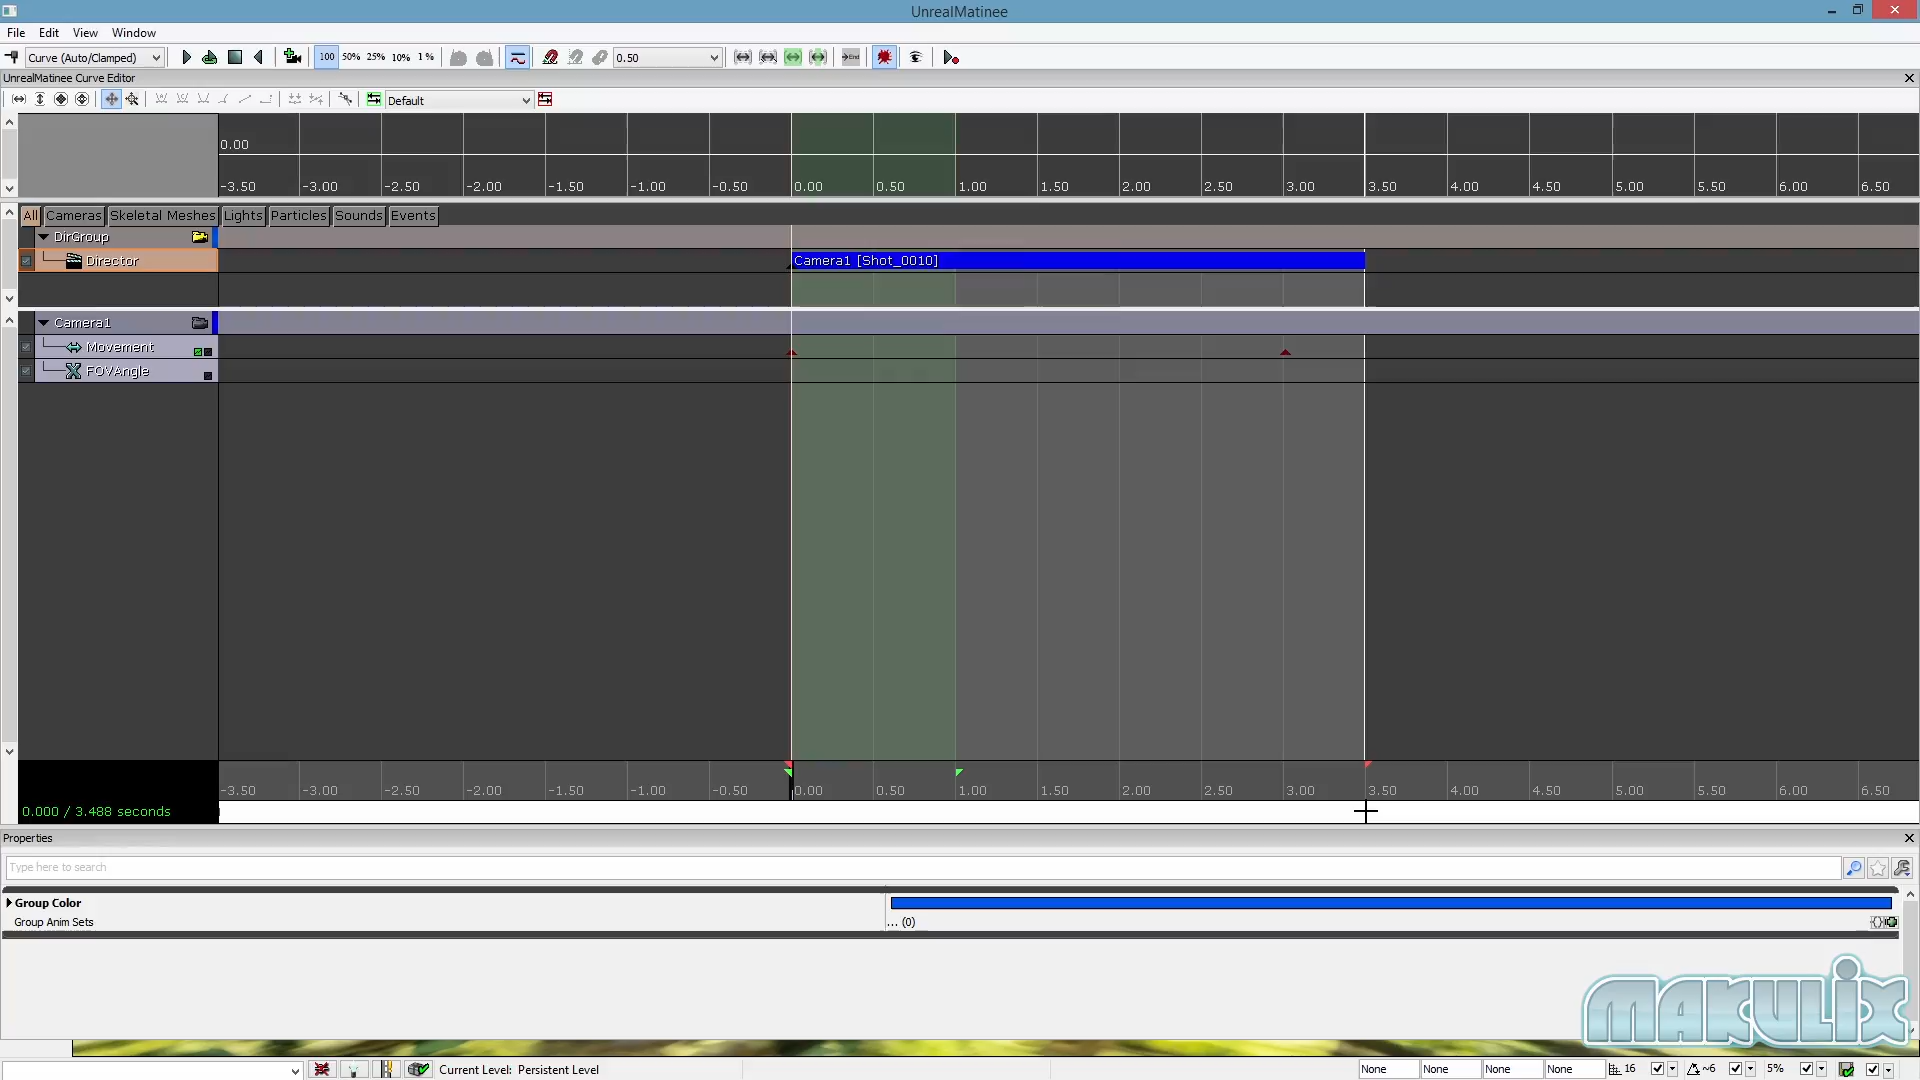 UnrealMatinee
File Edit View Window
Curve (Auto/Clamped) 100 50% 25% 10% 1% 0.50
UnrealMatinee Curve Editor
Default
0.00
-3.50 -3.00 -2.50 -2.00 -1.50 -1.00 -0.50 0.00 0.50 1.00 1.50 2.00 2.50 3.00 3.50 4.00 4.50 5.00 5.50 6.00 6.50
All Cameras Skeletal Meshes Lights Particles Sounds Events
DirGroup
Director Camera1 [Shot_0010]
Camera1
Movement
FOVAngle
-3.50 -3.00 -2.50 -2.00 -1.50 -1.00 -0.50 0.00 0.50 1.00 1.50 2.00 2.50 3.00 3.50 4.00 4.50 5.00 5.50 6.00 6.50
0.000 / 3.488 seconds
Properties
Type here to search
Group Color
Group Anim Sets ... (0)
MAKULIX
Current Level: Persistent Level None None None None 16 ~6 5%